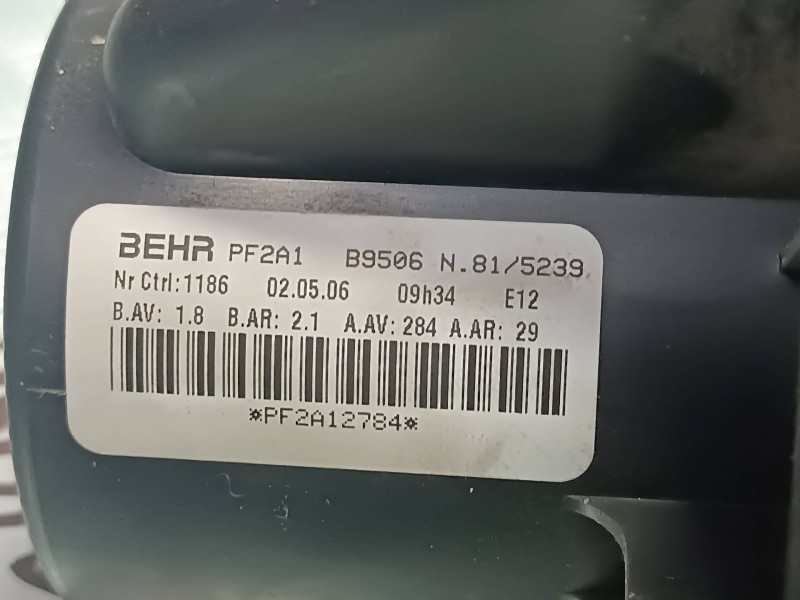 BEHR PF2A1 B9506 N.81/5239
Nr Ctrl:1186 02.05.06 09h34 E12
B.AV: 1.8 B.AR: 2.1 A.AV: 284 A.AR: 29
*PF2A12784*